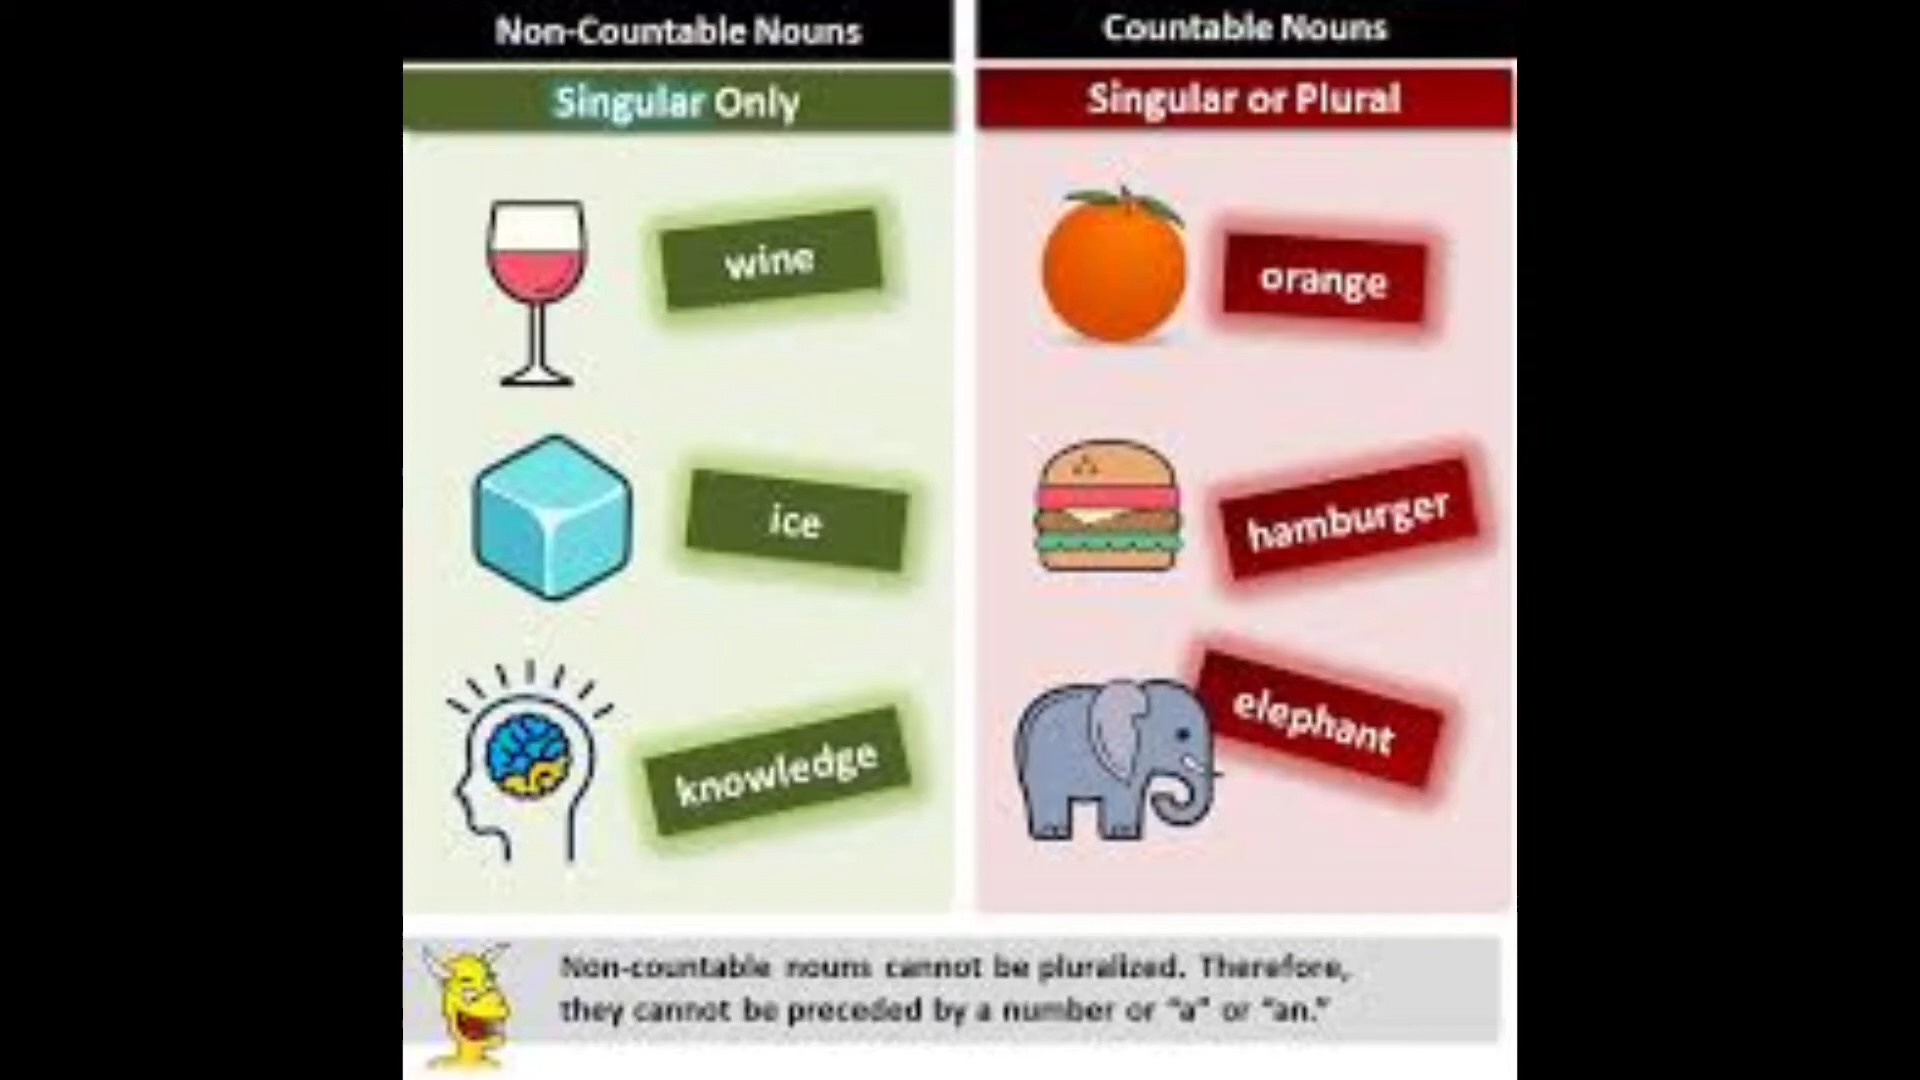 Non-Countable Nouns
Singular Only
wine
ice
knowledge
Countable Nouns
Singular or Plural
orange
hamburger
elephant
Non-countable nouns cannot be pluralized. Therefore,
they cannot be preceded by a number or “a” or “an.”